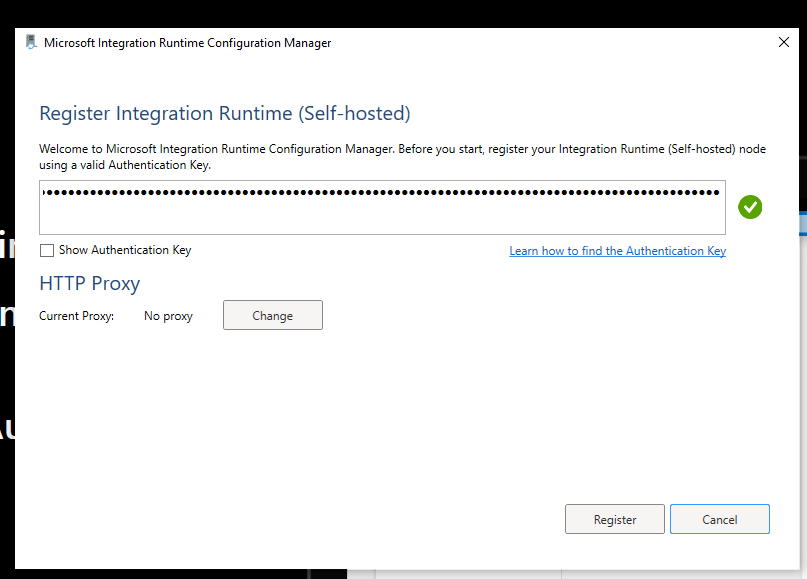 Microsoft Integration Runtime Configuration Manager
Register Integration Runtime (Self-hosted)
Welcome to Microsoft Integration Runtime Configuration Manager. Before you start, register your Integration Runtime (Self-hosted) node
using a valid Authentication Key.
Show Authentication Key
Learn how to find the Authentication Key
HTTP Proxy
Current Proxy:
No proxy
Change
Register
Cancel